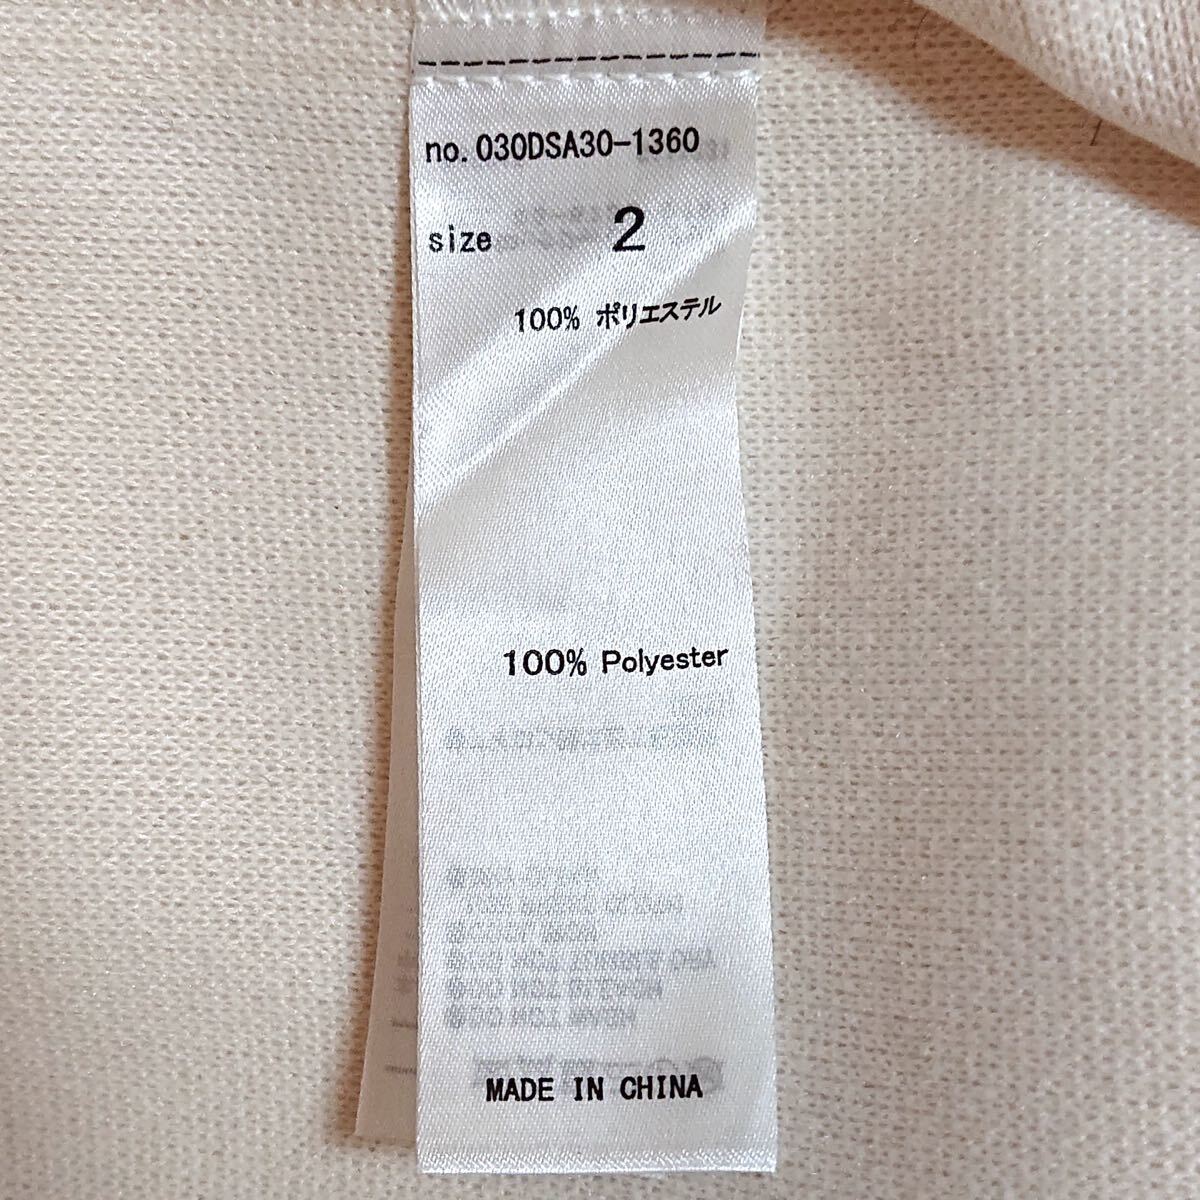 no. 030DSA30-1360
size 2
100% ポリエステル
100% Polyester
MADE IN CHINA